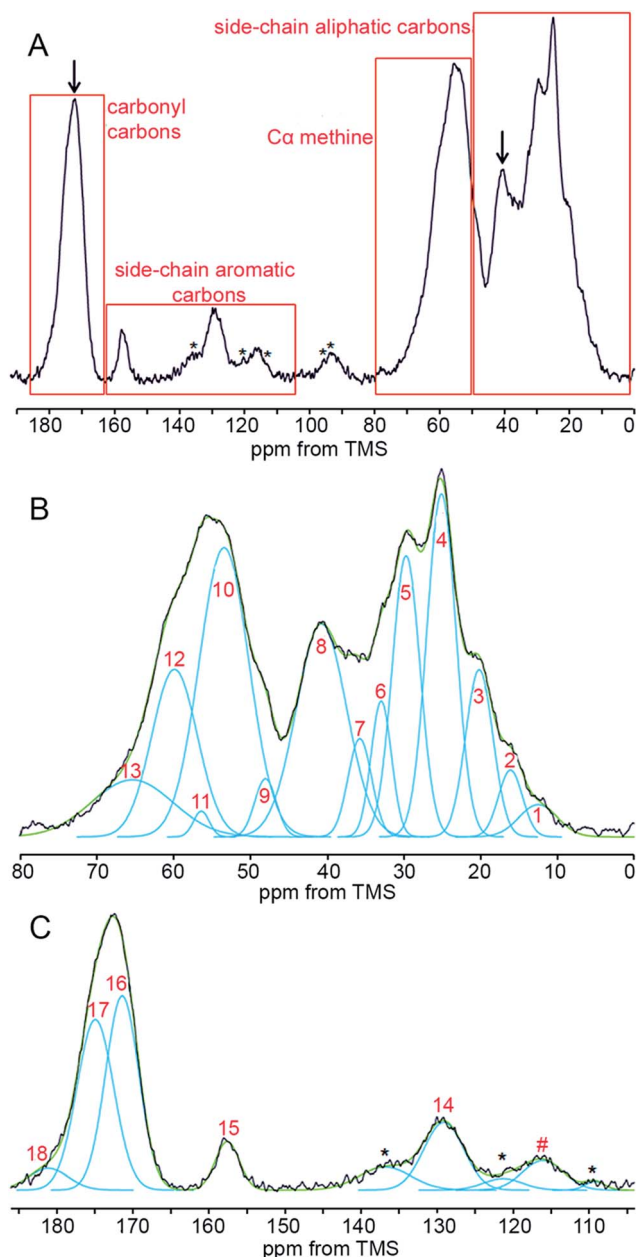 A
side-chain aliphatic carbons
carbonyl
carbons
Cα methine
side-chain aromatic
carbons
* * * * *
180 160 140 120 100 80 60 40 20 0
ppm from TMS
B
4
10
5
8
12
6
3
7
13
9
2
11
1
80 70 60 50 40 30 20 10 0
ppm from TMS
C
16
17
14
15
#
18
* * *
180 170 160 150 140 130 120 110
ppm from TMS